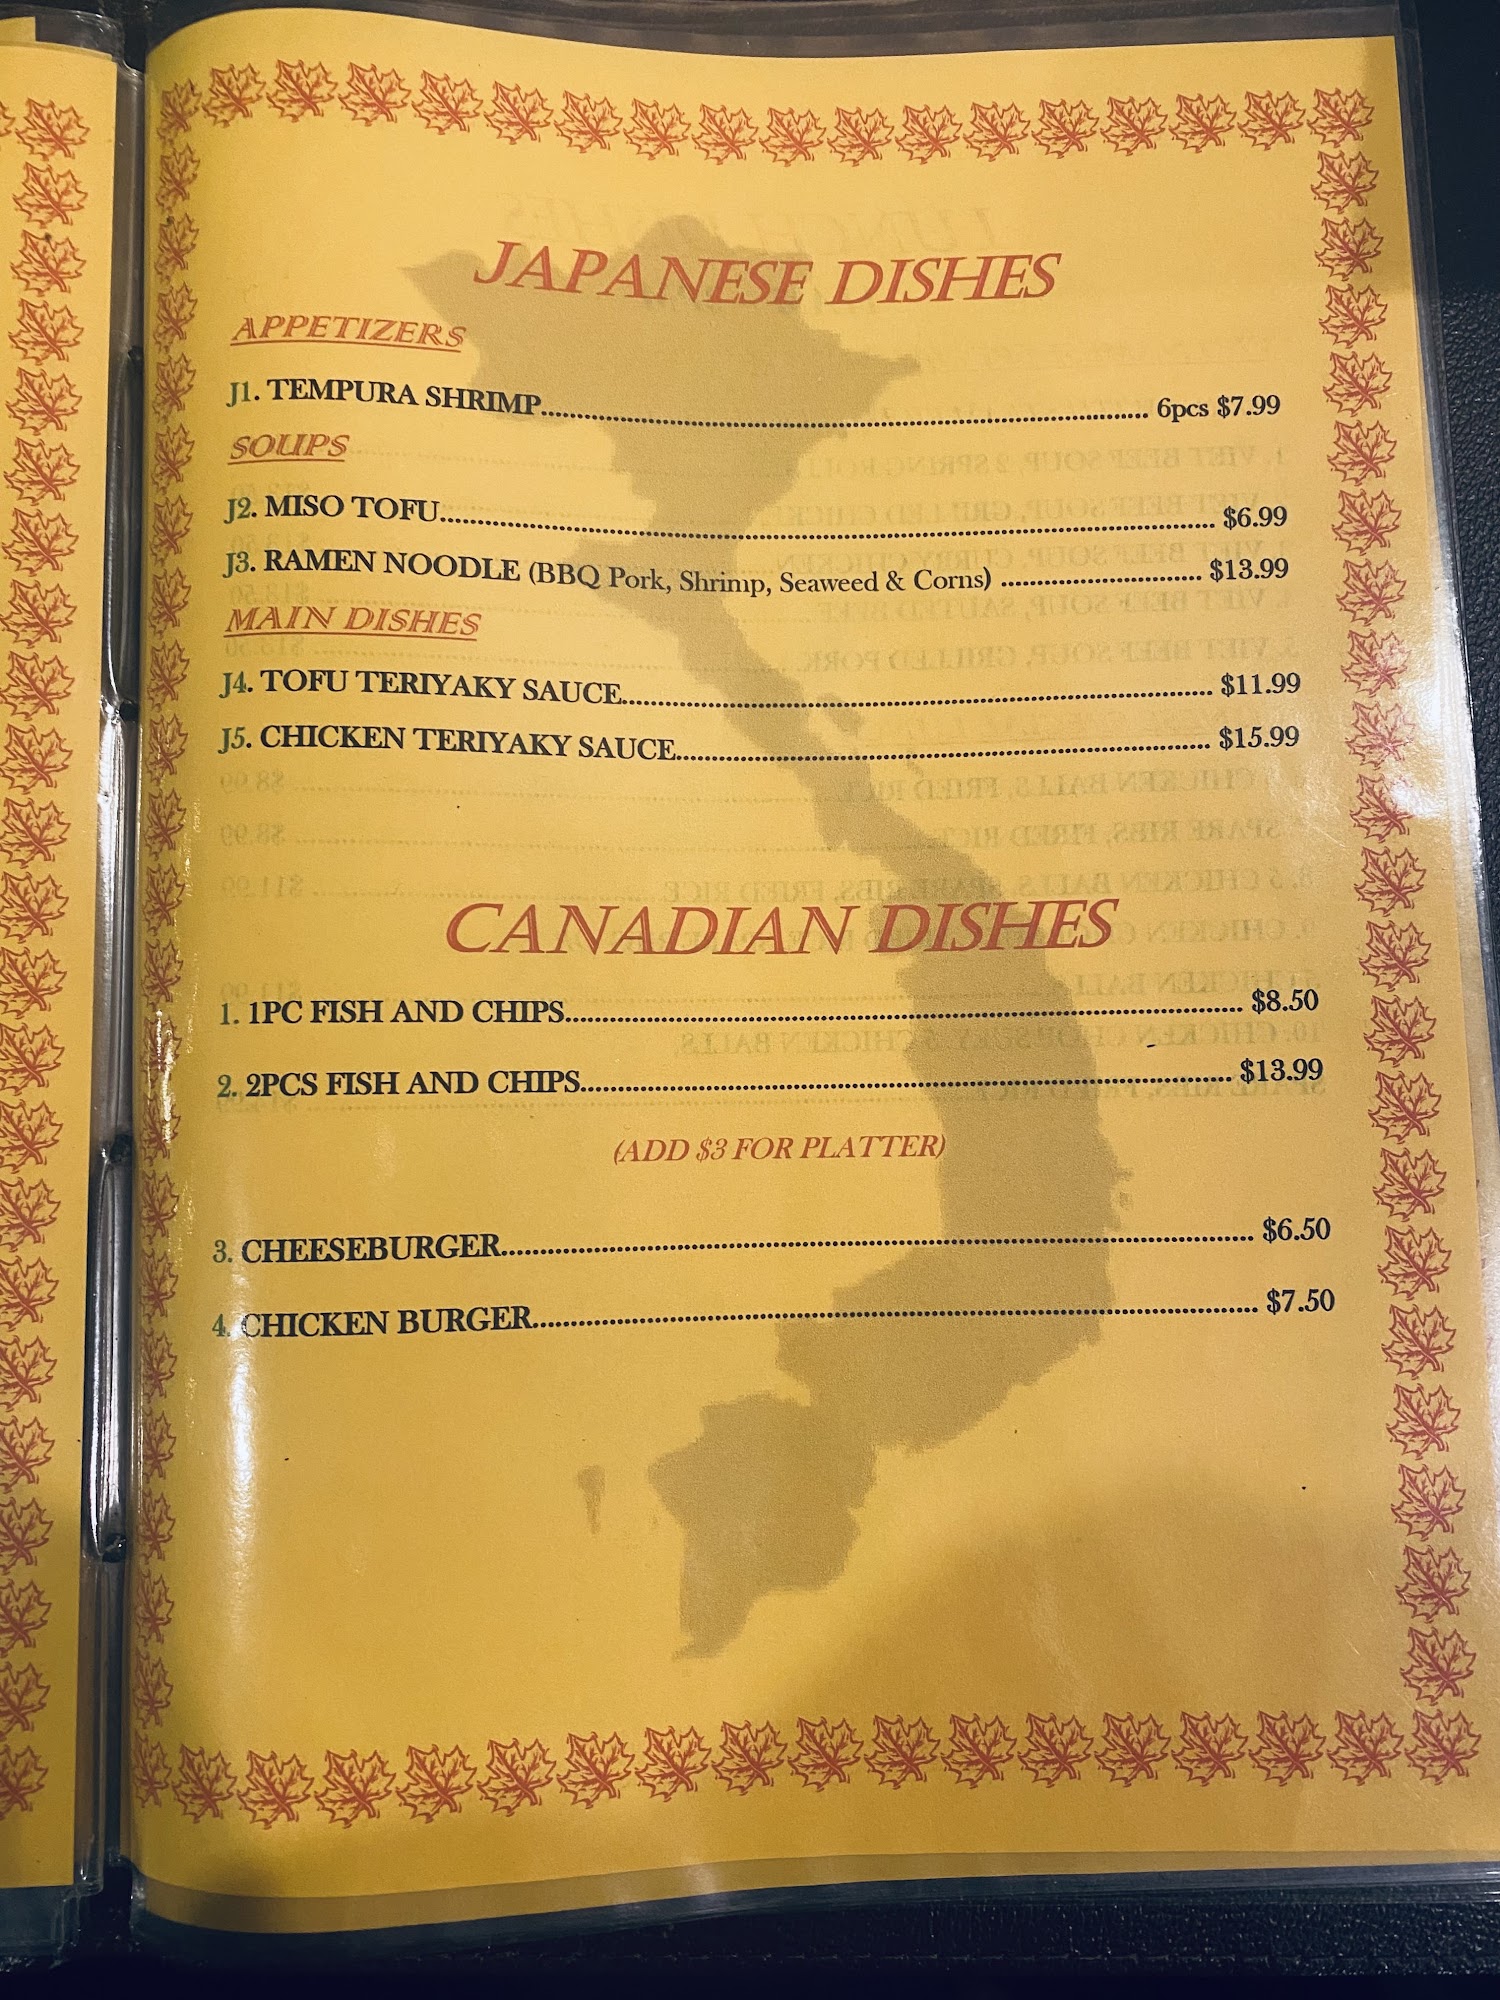 JAPANESE DISHES
APPETIZERS
J1. TEMPURA SHRIMP.................... 6pcs $7.99
SOUPS
J2. MISO TOFU.................... $6.99
J3. RAMEN NOODLE (BBQ Pork, Shrimp, Seaweed & Corns) .................... $13.99
MAIN DISHES
J4. TOFU TERIYAKY SAUCE.................... $11.99
J5. CHICKEN TERIYAKY SAUCE.................... $15.99
CANADIAN DISHES
1. 1PC FISH AND CHIPS.................... $8.50
2. 2PCS FISH AND CHIPS.................... $13.99
(ADD $3 FOR PLATTER)
3. CHEESEBURGER.................... $6.50
4. CHICKEN BURGER.................... $7.50